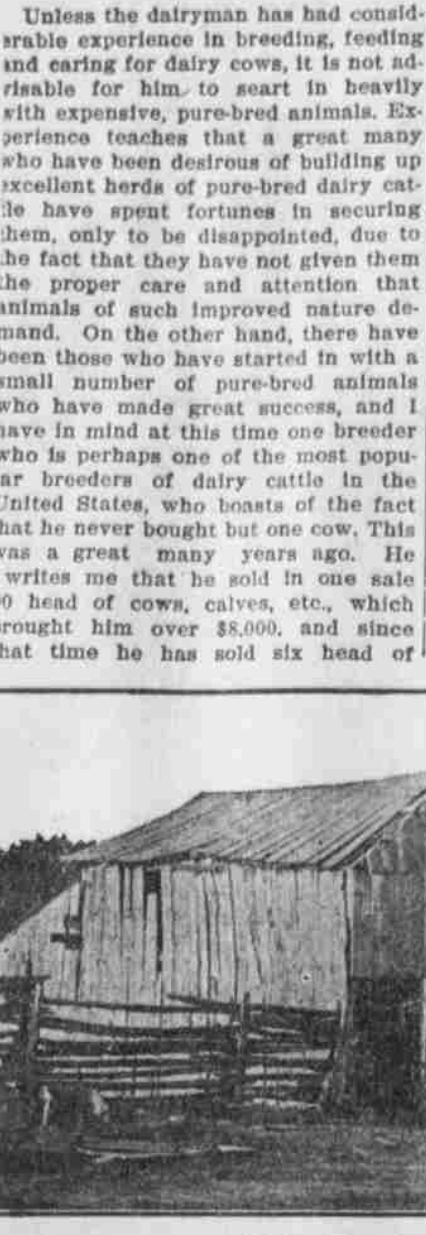 Unless the dairyman has had consid-
erable experience in breeding, feeding
and caring for dairy cows, it is not ad-
visable for him to seart in heavily
with expensive, pure-bred animals. Ex-
perience teaches that a great many
who have been desirous of building up
excellent herds of pure-bred dairy cat-
tle have spent fortunes in securing
them, only to be disappointed, due to
the fact that they have not given them
the proper care and attention that
animals of such improved nature de-
mand. On the other hand, there have
been those who have started in with a
small number of pure-bred animals
who have made great success, and I
have in mind at this time one breeder
who is perhaps one of the most popu-
lar breeders of dairy cattle in the
United States, who boasts of the fact
that he never bought but one cow. This
was a great many years ago. He
writes me that he sold in one sale
head of cows, calves, etc., which
brought him over $8,000, and since
that time he has sold six head of